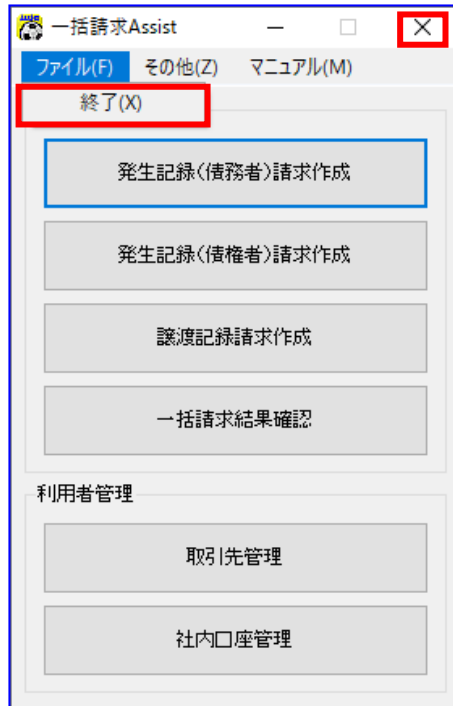 一括請求Assist
ファイル(F) その他(Z) マニュアル(M)
終了(X)
発生記録(債務者)請求作成
発生記録(債権者)請求作成
譲渡記録請求作成
一括請求結果確認
利用者管理
取引先管理
社内口座管理